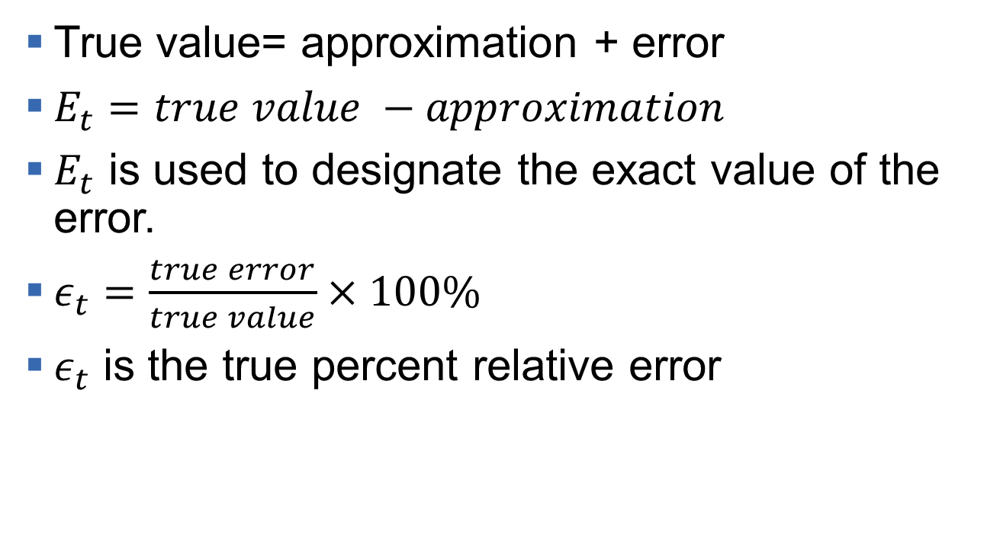 ▪ True value= approximation + error
▪ $E_t = true\ value\ - approximation$
▪ $E_t$ is used to designate the exact value of the
error.
▪ $\epsilon_t = \frac{true\ error}{true\ value} \times 100\%$
▪ $\epsilon_t$ is the true percent relative error